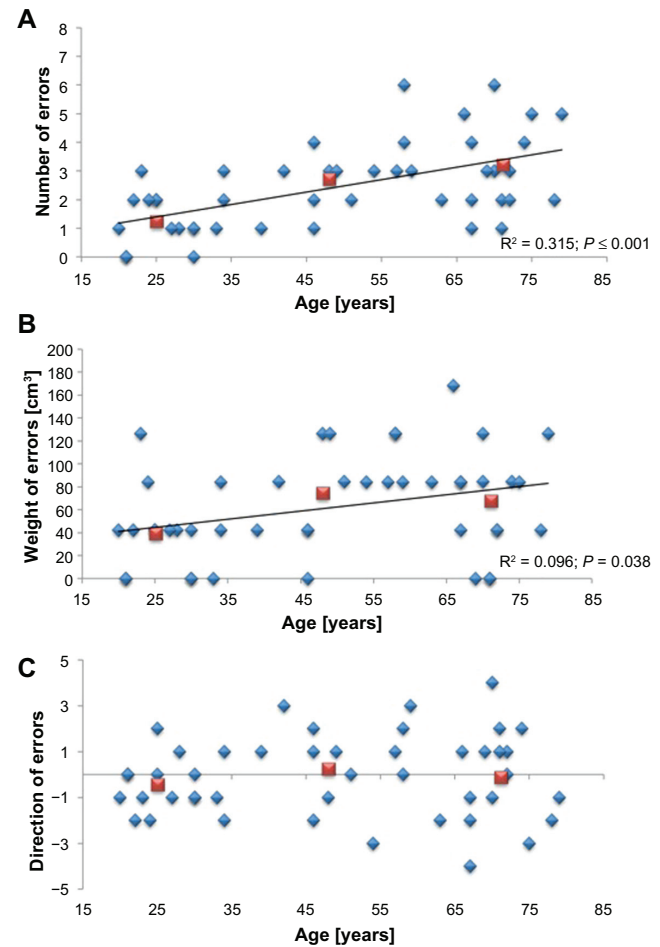 A
8
7
6
5
4
3
2
1
0
Number of errors
R² = 0.315; P ≤ 0.001
15 25 35 45 55 65 75 85
Age [years]
B
200
180
160
140
120
100
80
60
40
20
0
Weight of errors [cm³]
R² = 0.096; P = 0.038
15 25 35 45 55 65 75 85
Age [years]
C
5
3
1
−1
−3
−5
Direction of errors
15 25 35 45 55 65 75 85
Age [years]